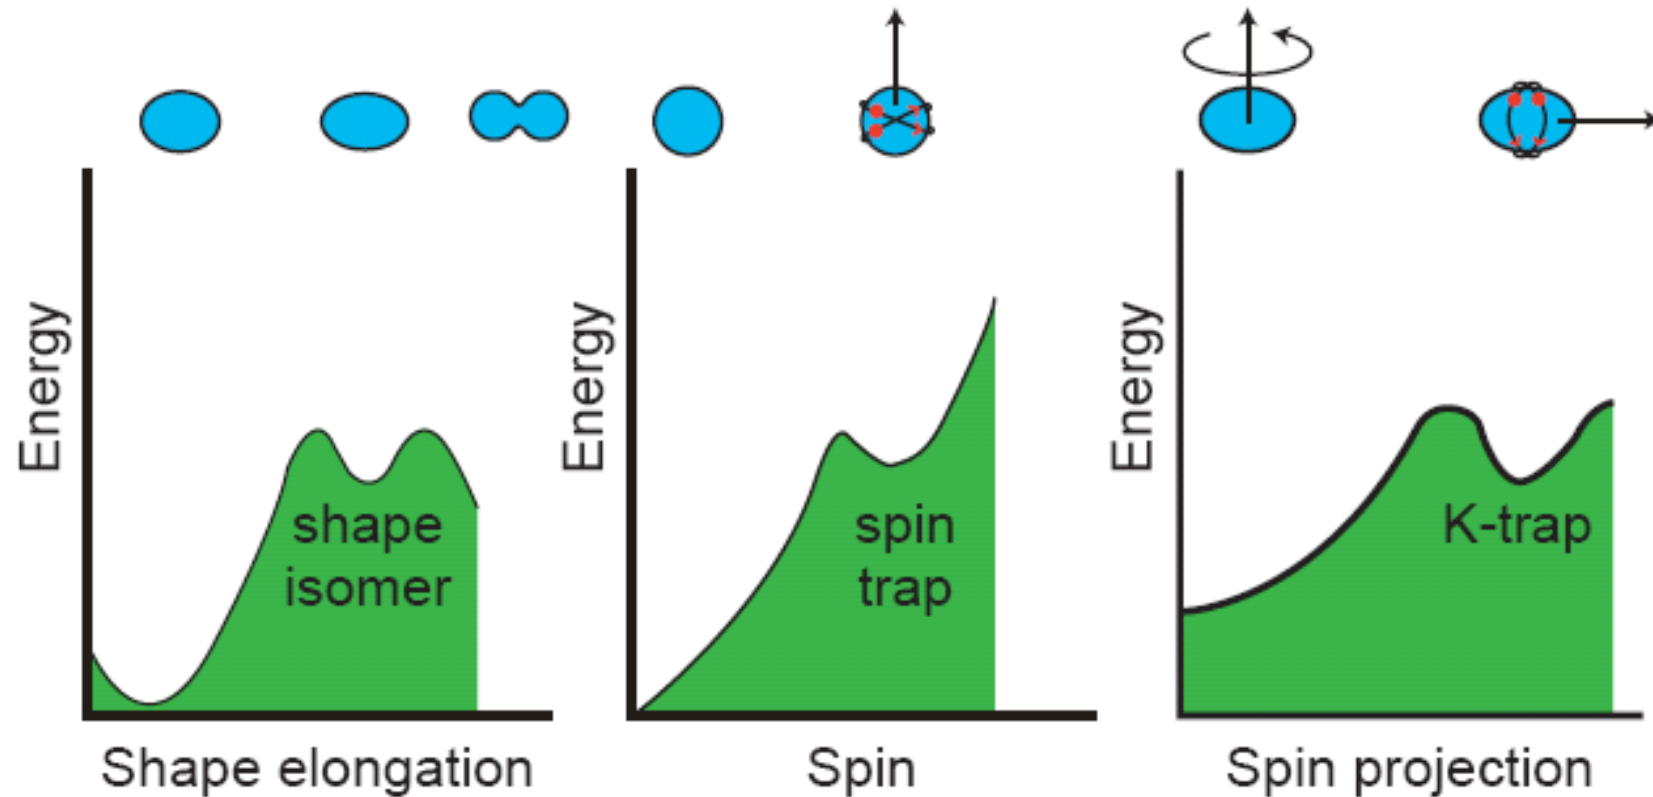 Energy
shape
isomer
Shape elongation
Energy
spin
trap
Spin
Energy
K-trap
Spin projection